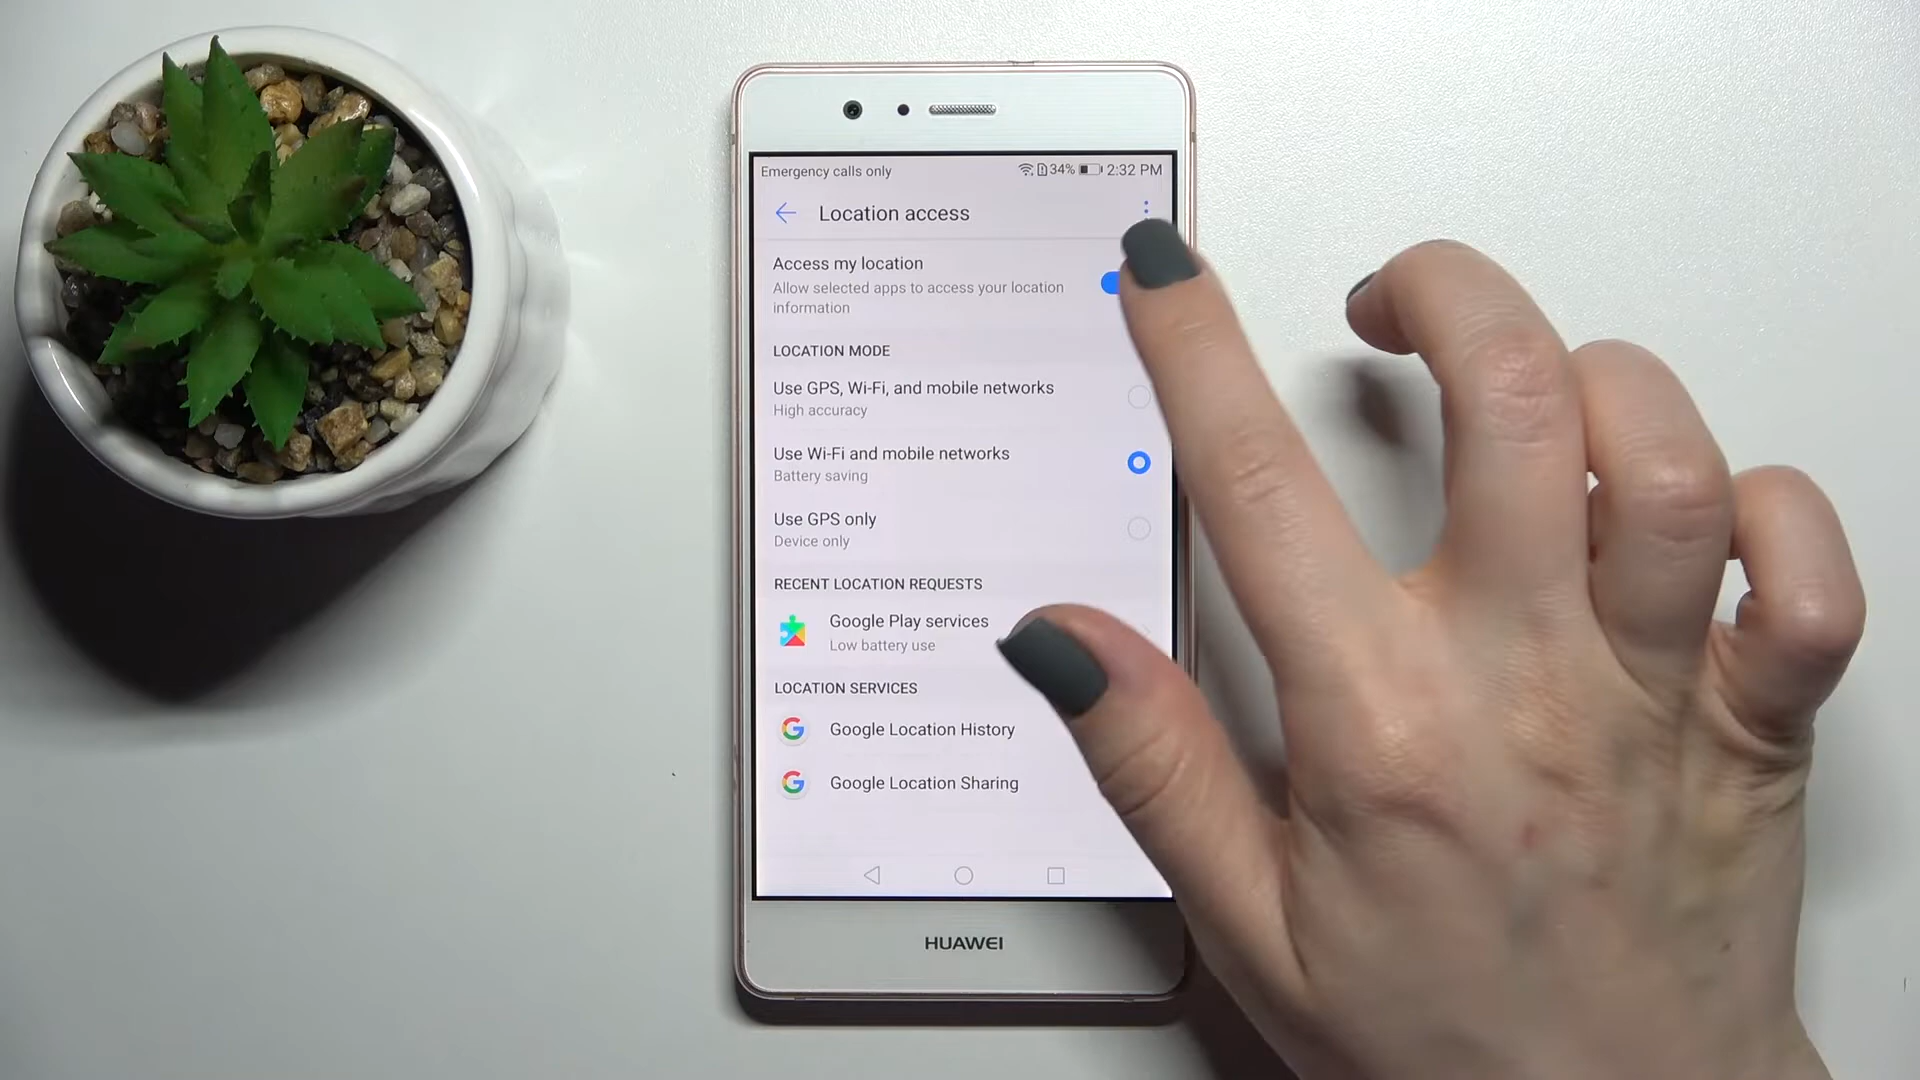 Emergency calls only 34% 2:32 PM
Location access
Access my location
Allow selected apps to access your location
information
LOCATION MODE
Use GPS, Wi-Fi, and mobile networks
High accuracy
Use Wi-Fi and mobile networks
Battery saving
Use GPS only
Device only
RECENT LOCATION REQUESTS
Google Play services
Low battery use
LOCATION SERVICES
Google Location History
Google Location Sharing
HUAWEI